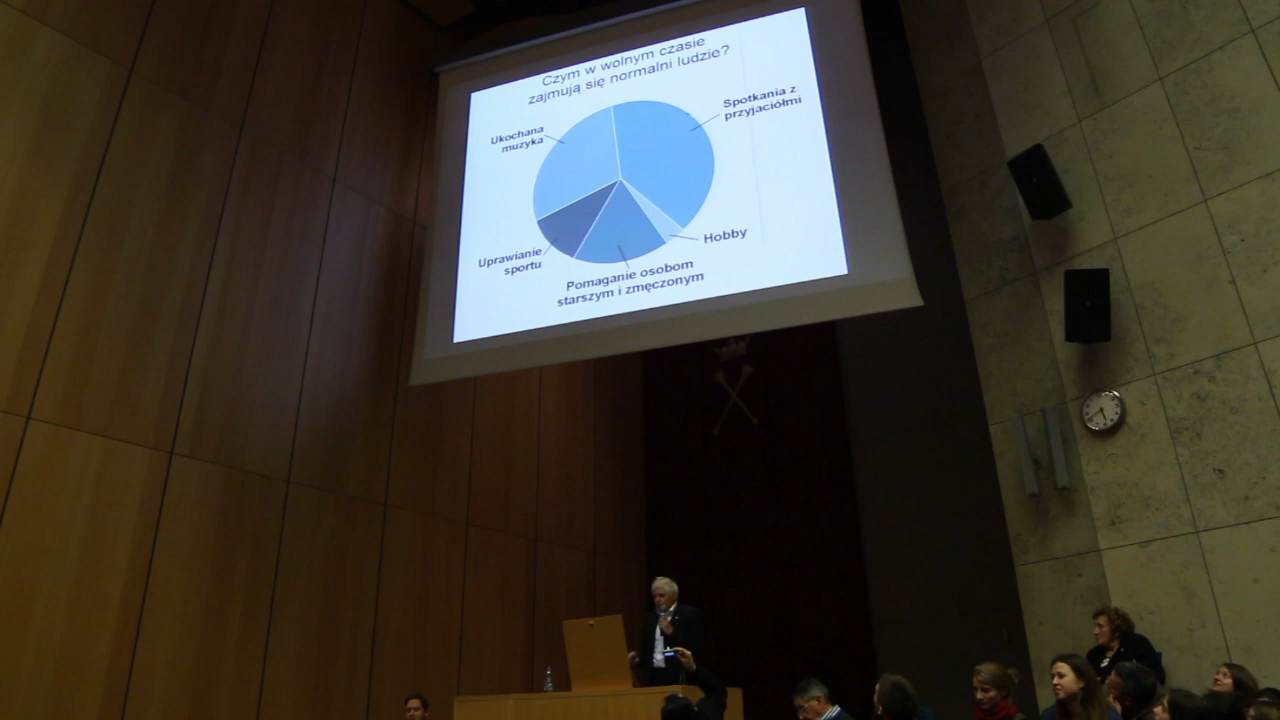 Czym w wolnym czasie
zajmują się normalni ludzie?
Spotkania z
przyjaciółmi
Ukochana
muzyka
Hobby
Uprawianie
sportu
Pomaganie osobom
starszym i zmęczonym